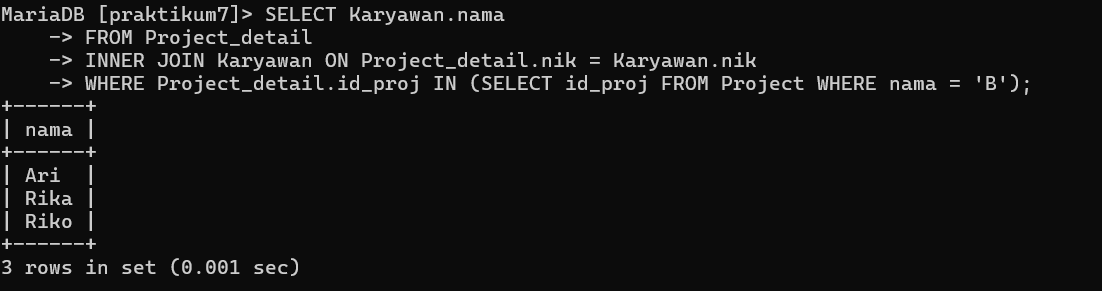 MariaDB [praktikum7]> SELECT Karyawan.nama
    -> FROM Project_detail
    -> INNER JOIN Karyawan ON Project_detail.nik = Karyawan.nik
    -> WHERE Project_detail.id_proj IN (SELECT id_proj FROM Project WHERE nama = 'B');
+------+
| nama |
+------+
| Ari  |
| Rika |
| Riko |
+------+
3 rows in set (0.001 sec)